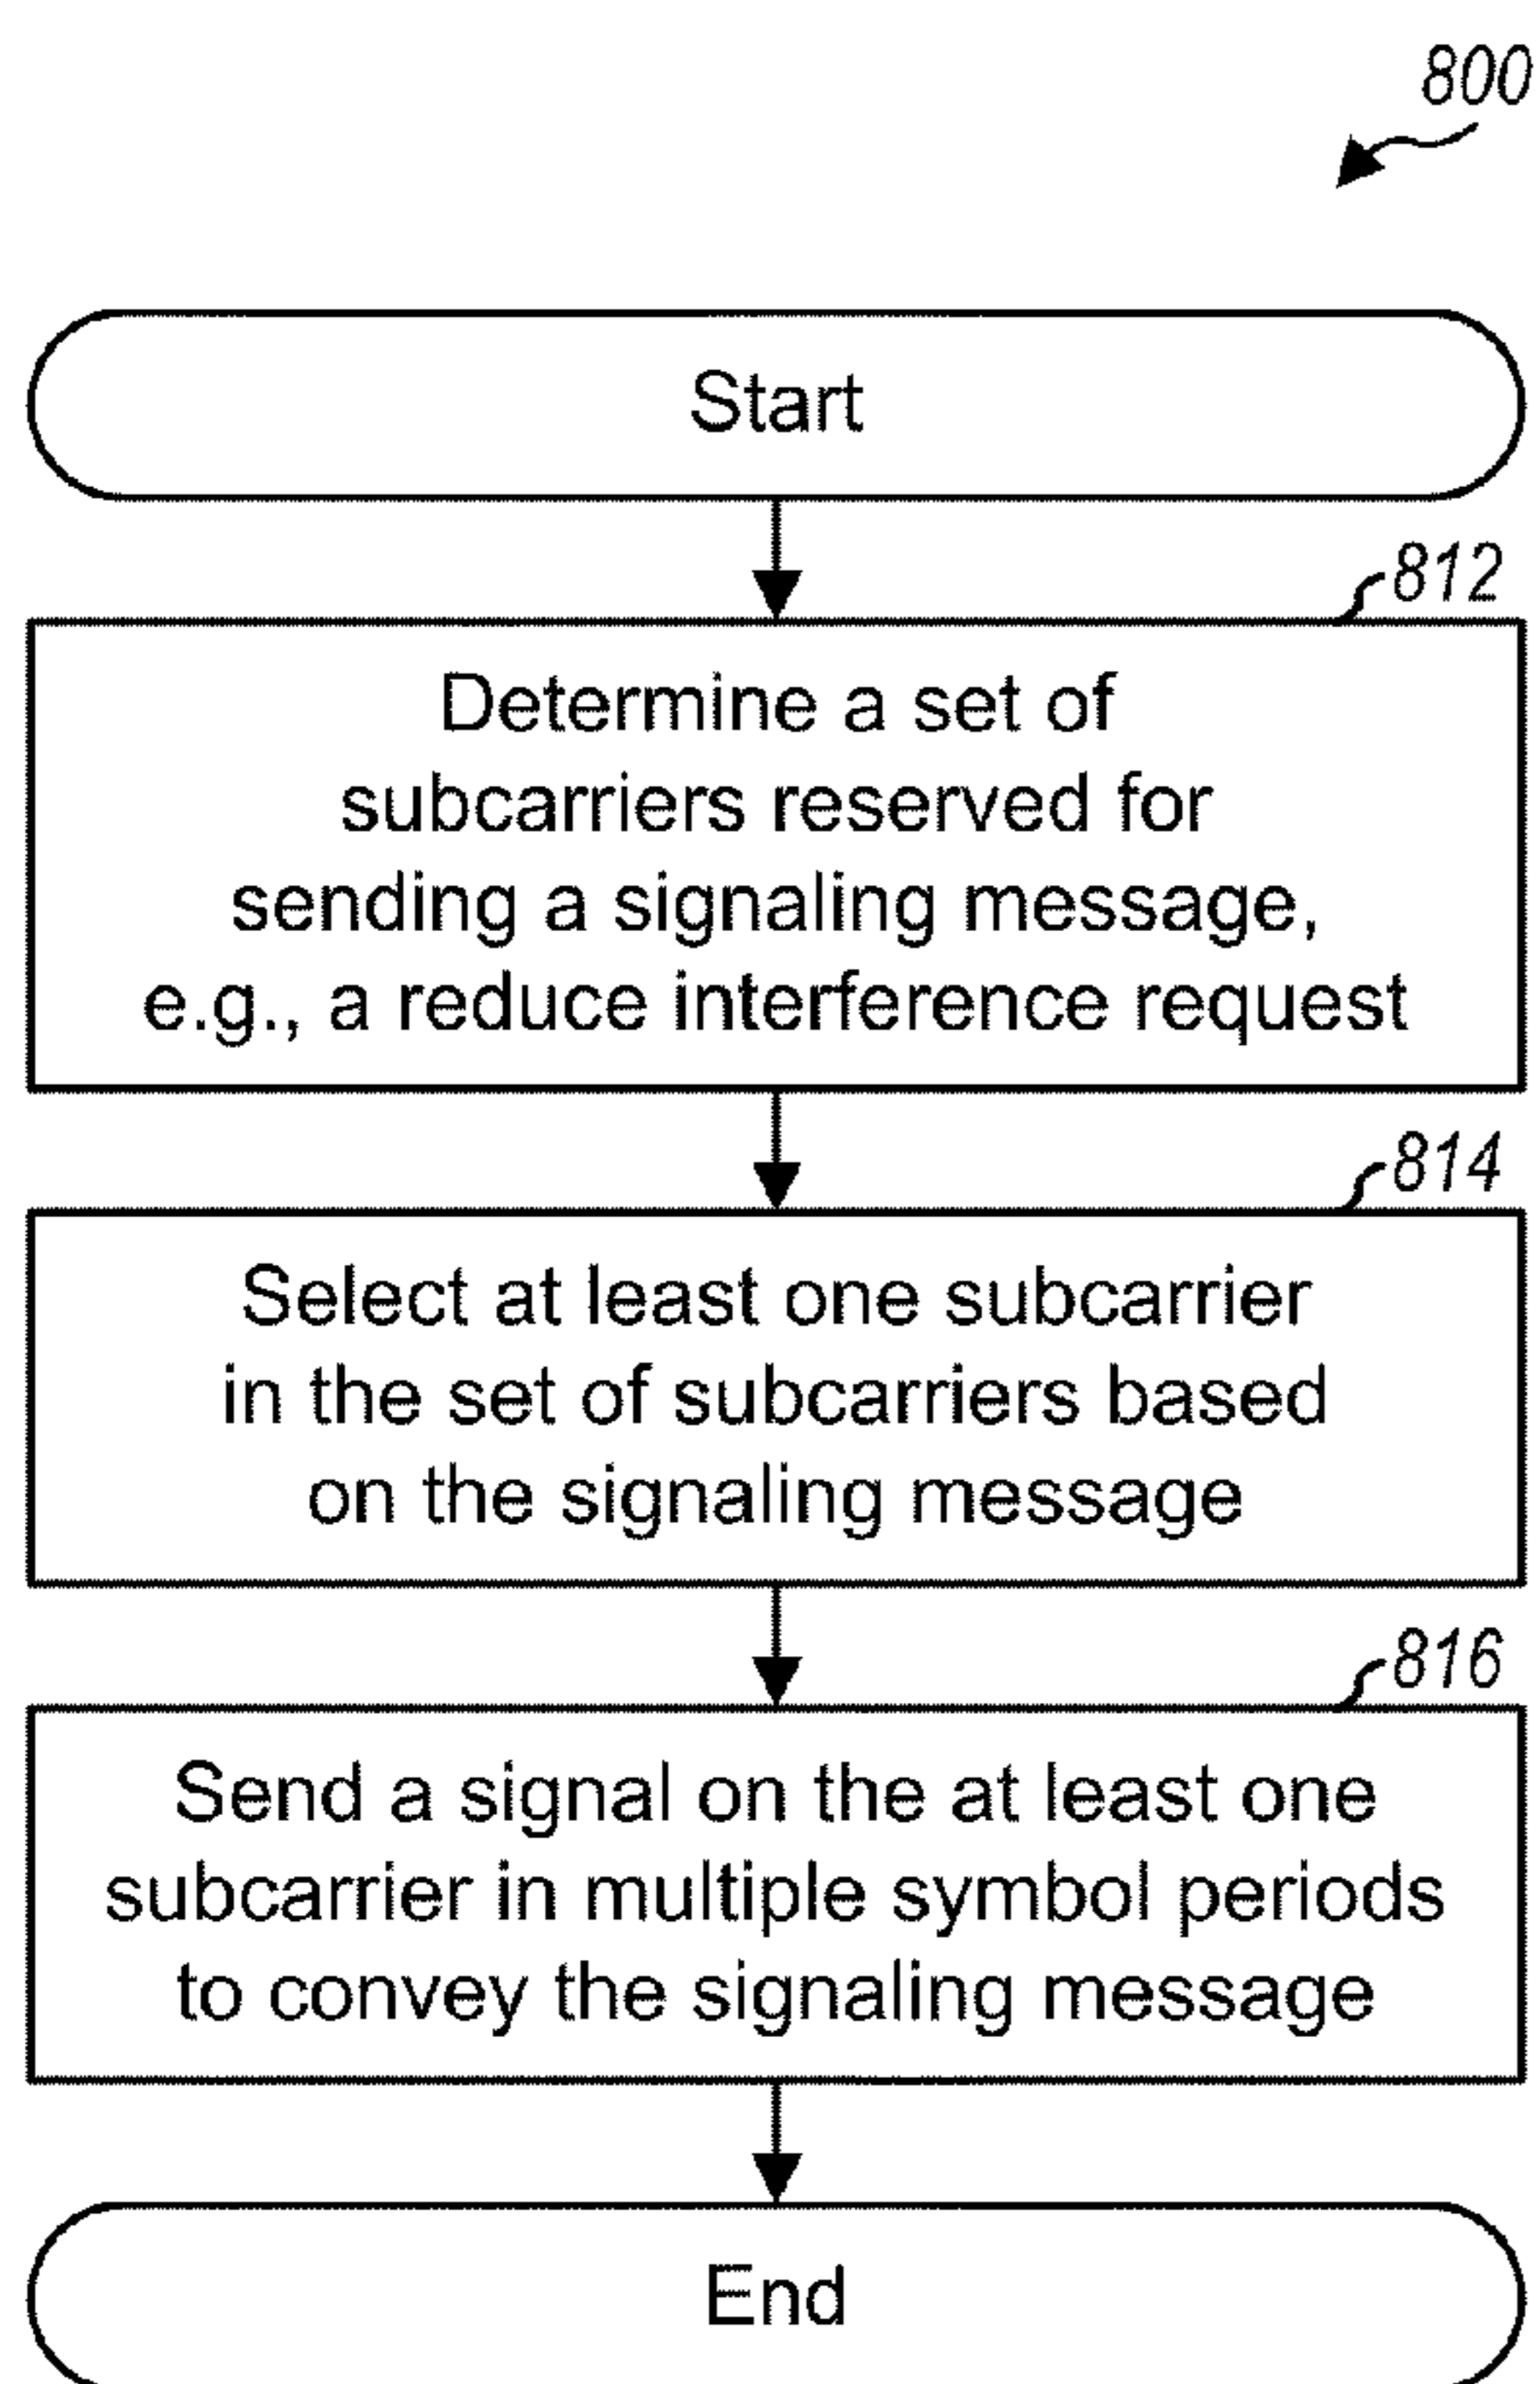 800
Start
812
Determine a set of
subcarriers reserved for
sending a signaling message,
e.g., a reduce interference request
814
Select at least one subcarrier
in the set of subcarriers based
on the signaling message
816
Send a signal on the at least one
subcarrier in multiple symbol periods
to convey the signaling message
End